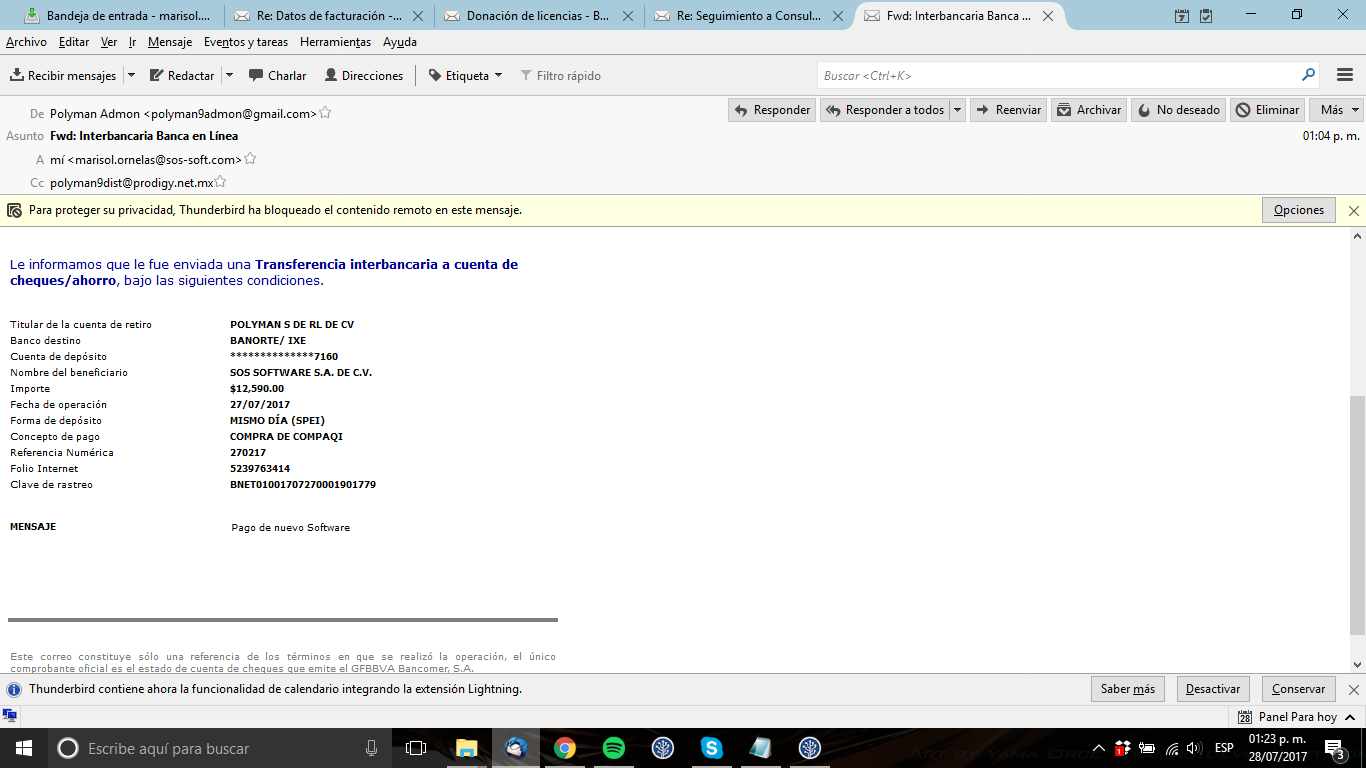 Bandeja de entrada - marisol....
Re: Datos de facturación -...
Donación de licencias - B...
Re: Seguimiento a Consul...
Fwd: Interbancaria Banca ...
7
Archivo Editar Ver Ir Mensaje Eventos y tareas Herramientas Ayuda
Recibir mensajes Redactar Charlar Direcciones Etiqueta Filtro rápido Buscar <Ctrl+K>
De Polyman Admon <polyman9admon@gmail.com>
Responder Responder a todos Reenviar Archivar No deseado Eliminar Más
Asunto Fwd: Interbancaria Banca en Línea
01:04 p. m.
A mí <marisol.ornelas@sos-soft.com>
Cc polyman9dist@prodigy.net.mx
Para proteger su privacidad, Thunderbird ha bloqueado el contenido remoto en este mensaje. Opciones
Le informamos que le fue enviada una Transferencia interbancaria a cuenta de
cheques/ahorro, bajo las siguientes condiciones.
Titular de la cuenta de retiro POLYMAN S DE RL DE CV
Banco destino BANORTE/ IXE
Cuenta de depósito **************7160
Nombre del beneficiario SOS SOFTWARE S.A. DE C.V.
Importe $12,590.00
Fecha de operación 27/07/2017
Forma de depósito MISMO DÍA (SPEI)
Concepto de pago COMPRA DE COMPAQI
Referencia Numérica 270217
Folio Internet 5239763414
Clave de rastreo BNET01001707270001901779
MENSAJE Pago de nuevo Software
Este correo constituye sólo una referencia de los términos en que se realizó la operación, el único
comprobante oficial es el estado de cuenta de cheques que emite el GFBBVA Bancomer, S.A.
Thunderbird contiene ahora la funcionalidad de calendario integrando la extensión Lightning. Saber más Desactivar Conservar
28 Panel Para hoy
Escribe aquí para buscar
1
ESP
01:23 p. m.
28/07/2017
3